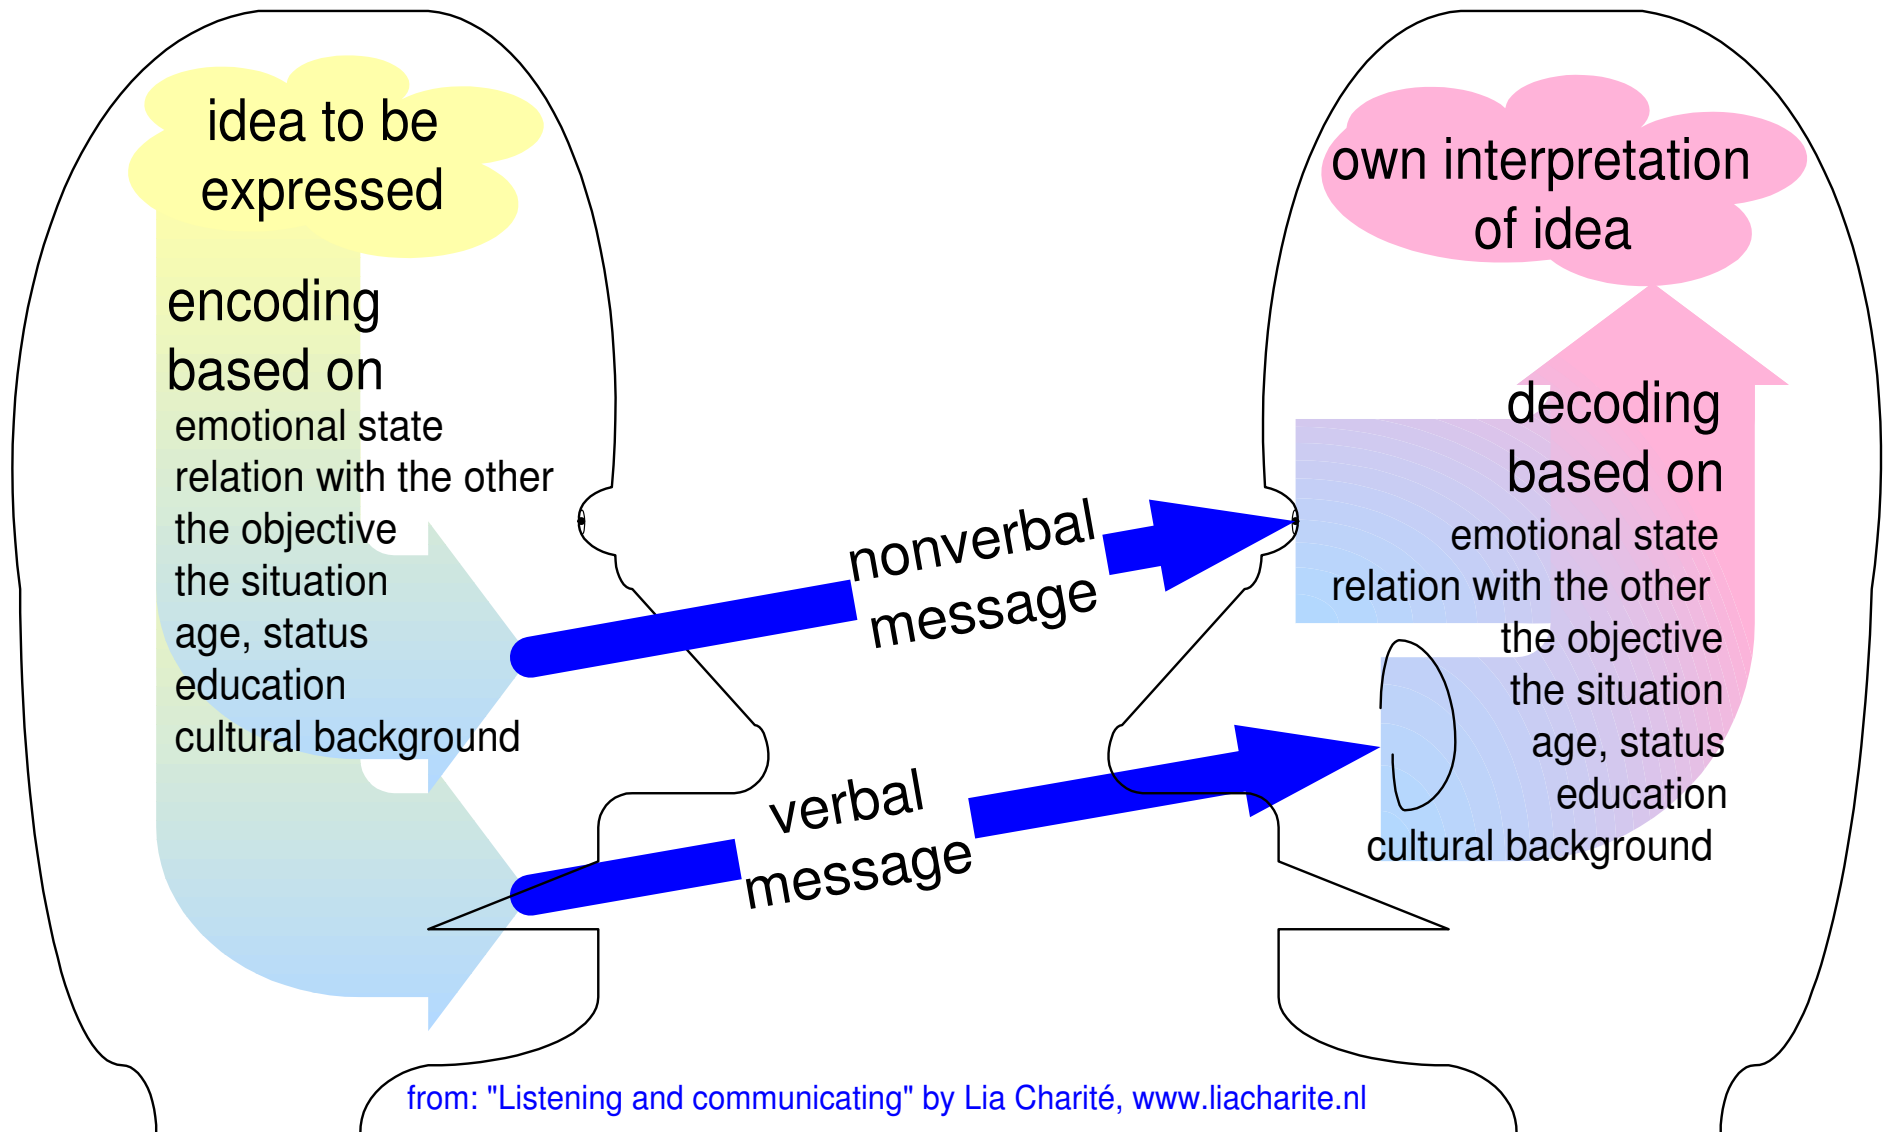 idea to be
expressed
encoding
based on
emotional state
relation with the other
the objective
the situation
age, status
education
cultural background
nonverbal
message
verbal
message
own interpretation
of idea
decoding
based on
emotional state
relation with the other
the objective
the situation
age, status
education
cultural background
from: "Listening and communicating" by Lia Charité, www.liacharite.nl